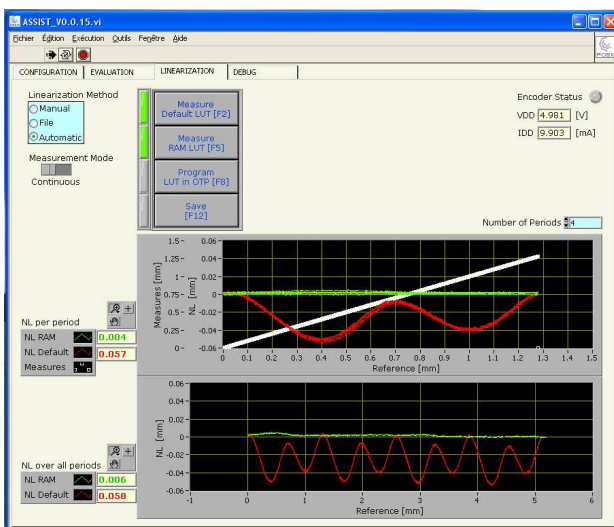 ASSIST_V0.0.15.vi
Fichier Édition Exécution Outils Fenêtre Aide
CONFIGURATION EVALUATION LINEARIZATION DEBUG
Linearization Method
Manual
File
Automatic
Measurement Mode
Continuous
Measure
Default LUT [F2]
Measure
RAM LUT [F5]
Program
LUT in OTP [F8]
Save
[F12]
Encoder Status
VDD 4.981 [V]
IDD 9.903 [mA]
Number of Periods 4
NL per period
NL RAM 0.004
NL Default 0.057
Measures
Measures [mm]
1.5
1.25
1
0.75
0.5
0.25
0
NL [mm]
0.06
0.04
0.02
0
-0.02
-0.04
-0.06
0 0.1 0.2 0.3 0.4 0.5 0.6 0.7 0.8 0.9 1.0 1.1 1.2 1.3 1.4 1.5
Reference [mm]
NL over all periods
NL RAM 0.006
NL Default 0.058
NL [mm]
0.06
0.04
0.02
0
-0.02
-0.04
-0.06
-1 0 1 2 3 4 5 6
Reference [mm]